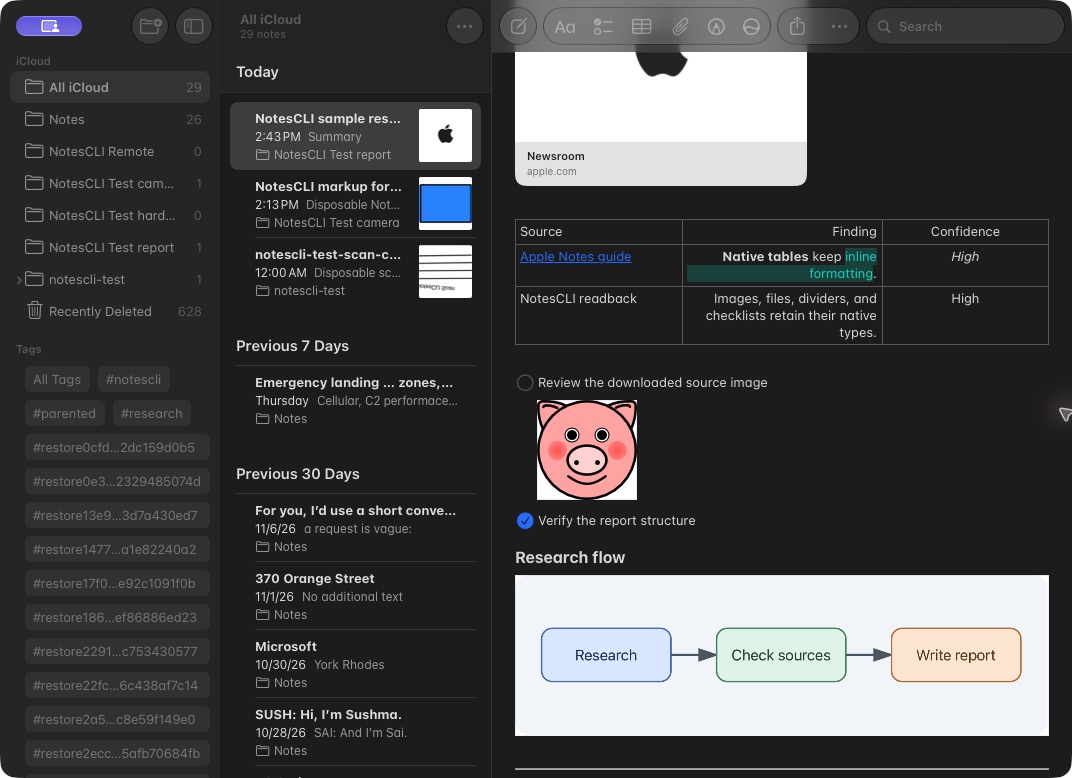 iCloud
All iCloud 29
Notes 26
NotesCLI Remote 0
NotesCLI Test cam... 1
NotesCLI Test hard... 0
NotesCLI Test report 1
notescli-test 1
Recently Deleted 628
Tags
All Tags #notescli
#parented #research
#restore0cfd...2dc159d0b5
#restore0e3...2329485074d
#restore13e9...3d7a430ed7
#restore1477...a1e82240a2
#restore17f0...e92c1091f0b
#restore186...ef86886ed23
#restore2291...c753430577
#restore22fc...6c438af7c14
#restore2a5...c8e59f149e0
#restore2ecc...5afb70684fb
All iCloud
29 notes
Today
NotesCLI sample res...
2:43 PM Summary
NotesCLI Test report
NotesCLI markup for...
2:13 PM Disposable Not...
NotesCLI Test camera
notescli-test-scan-c...
12:00 AM Disposable sc...
notescli-test
Previous 7 Days
Emergency landing ... zones,...
Thursday Cellular, C2 performace...
Notes
Previous 30 Days
For you, I’d use a short conve...
11/6/26 a request is vague:
Notes
370 Orange Street
11/1/26 No additional text
Notes
Microsoft
10/30/26 York Rhodes
Notes
SUSH: Hi, I’m Sushma.
10/28/26 SAI: And I’m Sai.
Notes
Aa
Search
Newsroom
apple.com
Source Finding Confidence
Apple Notes guide Native tables keep inline formatting. High
NotesCLI readback Images, files, dividers, and checklists retain their native types. High
Review the downloaded source image
Verify the report structure
Research flow
Research Check sources Write report